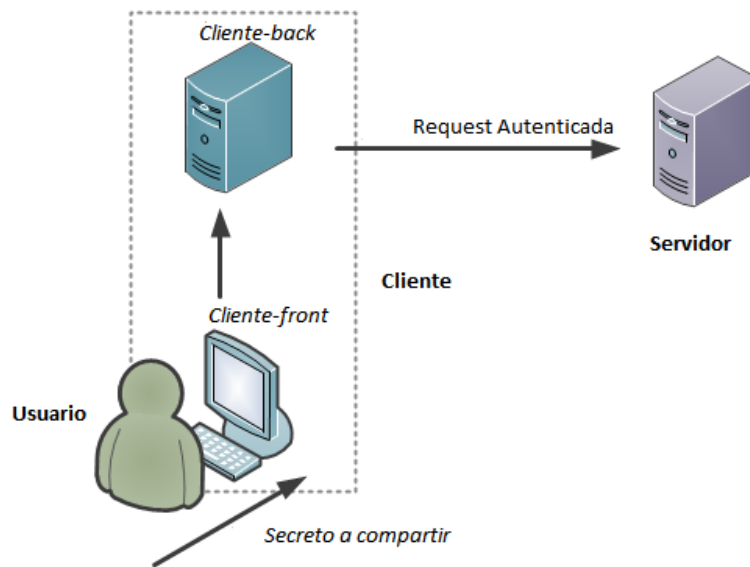 Cliente-back
Request Autenticada
Servidor
Cliente
Cliente-front
Usuario
Secreto a compartir